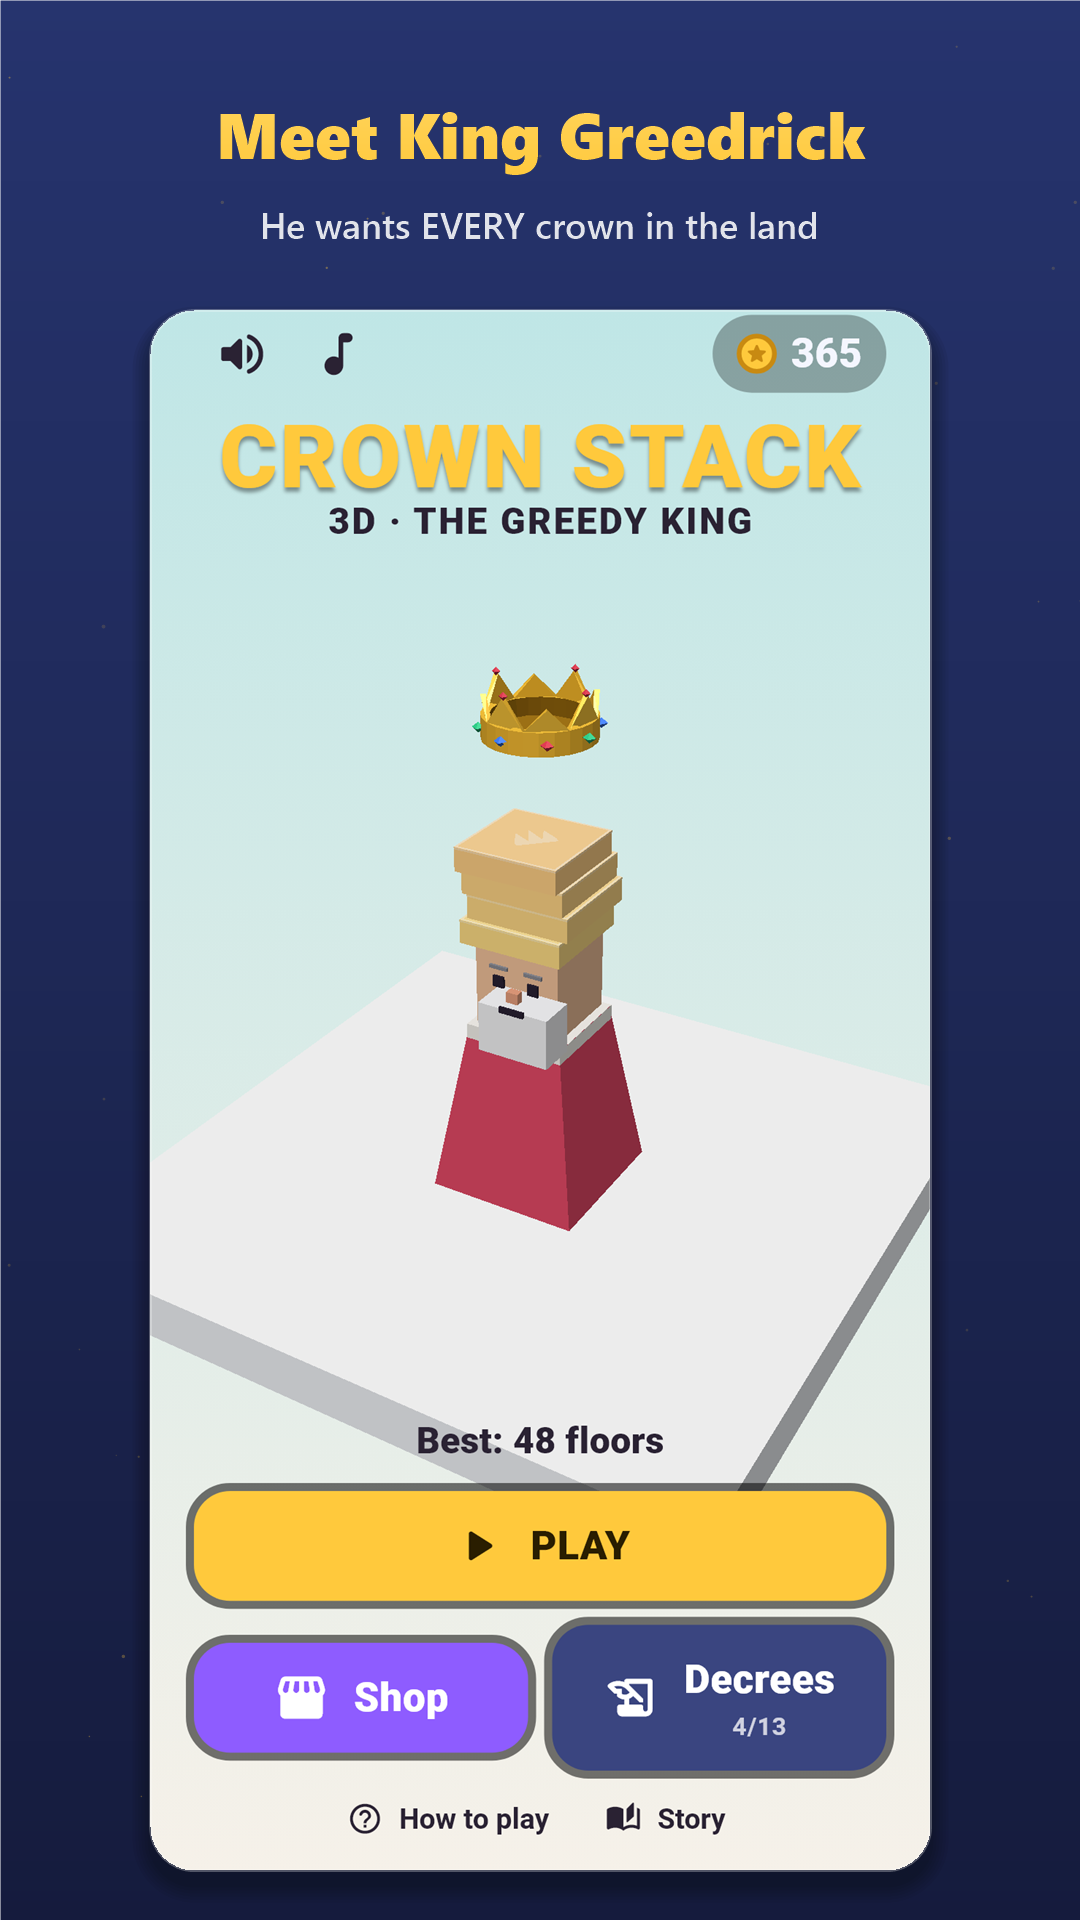 Meet King Greedrick
He wants EVERY crown in the land
365
CROWN STACK
3D · THE GREEDY KING
Best: 48 floors
PLAY
Shop
Decrees
4/13
How to play
Story